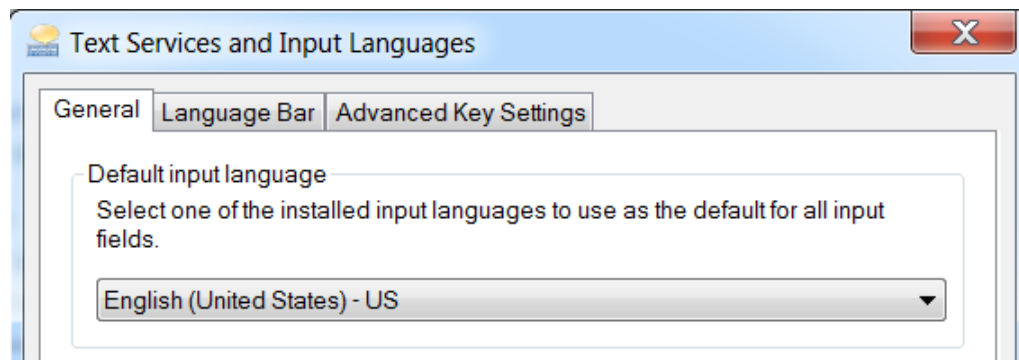 Text Services and Input Languages
General Language Bar Advanced Key Settings
Default input language
Select one of the installed input languages to use as the default for all input
fields.
English (United States) - US